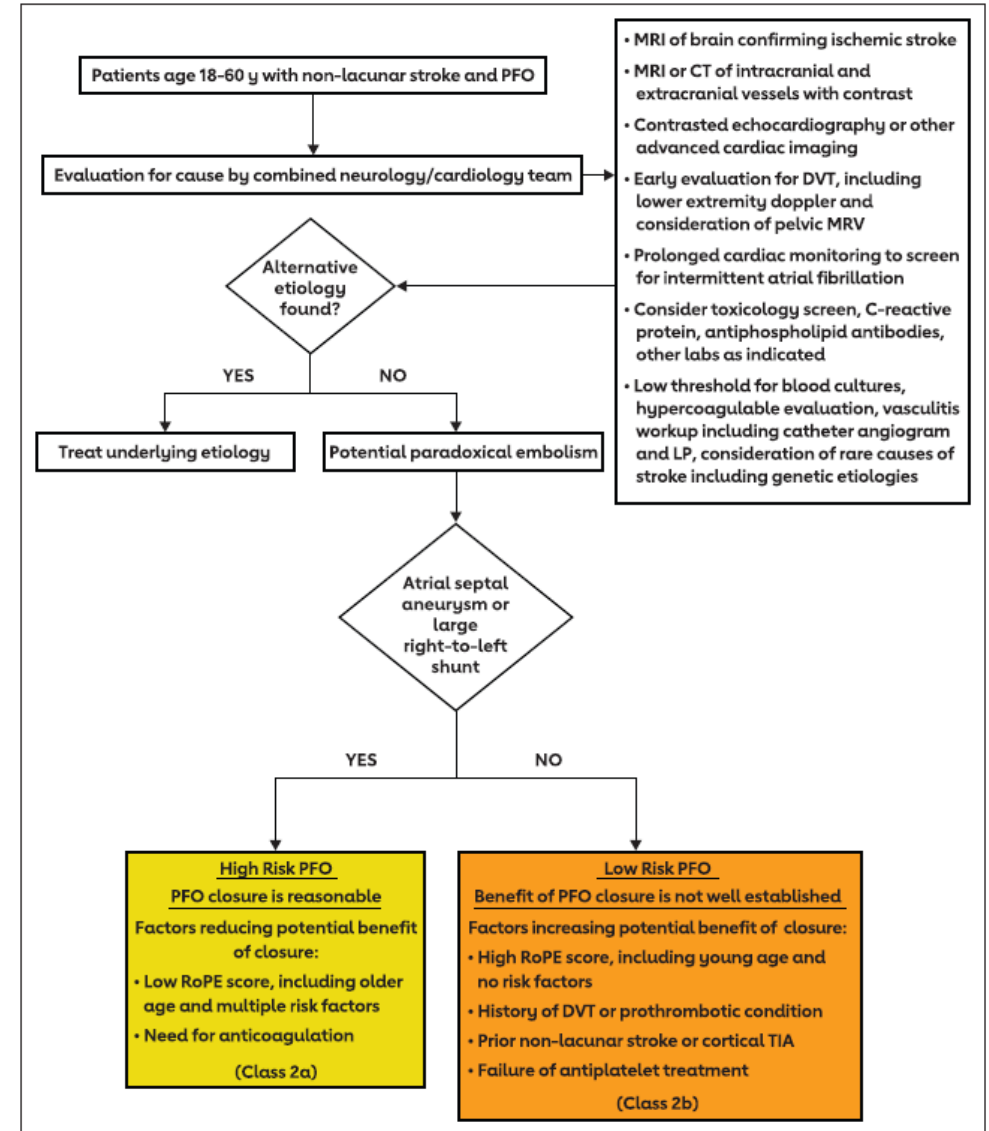 Patients age 18-60 y with non-lacunar stroke and PFO
Evaluation for cause by combined neurology/cardiology team
• MRI of brain confirming ischemic stroke
• MRI or CT of intracranial and
extracranial vessels with contrast
• Contrasted echocardiography or other
advanced cardiac imaging
• Early evaluation for DVT, including
lower extremity doppler and
consideration of pelvic MRV
• Prolonged cardiac monitoring to screen
for intermittent atrial fibrillation
• Consider toxicology screen, C-reactive
protein, antiphospholipid antibodies,
other labs as indicated
• Low threshold for blood cultures,
hypercoagulable evaluation, vasculitis
workup including catheter angiogram
and LP, consideration of rare causes of
stroke including genetic etiologies
Alternative
etiology
found?
YES
NO
Treat underlying etiology
Potential paradoxical embolism
Atrial septal
aneurysm or
large
right-to-left
shunt
YES
NO
High Risk PFO
PFO closure is reasonable
Factors reducing potential benefit
of closure:
• Low RoPE score, including older
age and multiple risk factors
• Need for anticoagulation
(Class 2a)
Low Risk PFO
Benefit of PFO closure is not well established
Factors increasing potential benefit of closure:
• High RoPE score, including young age and
no risk factors
• History of DVT or prothrombotic condition
• Prior non-lacunar stroke or cortical TIA
• Failure of antiplatelet treatment
(Class 2b)